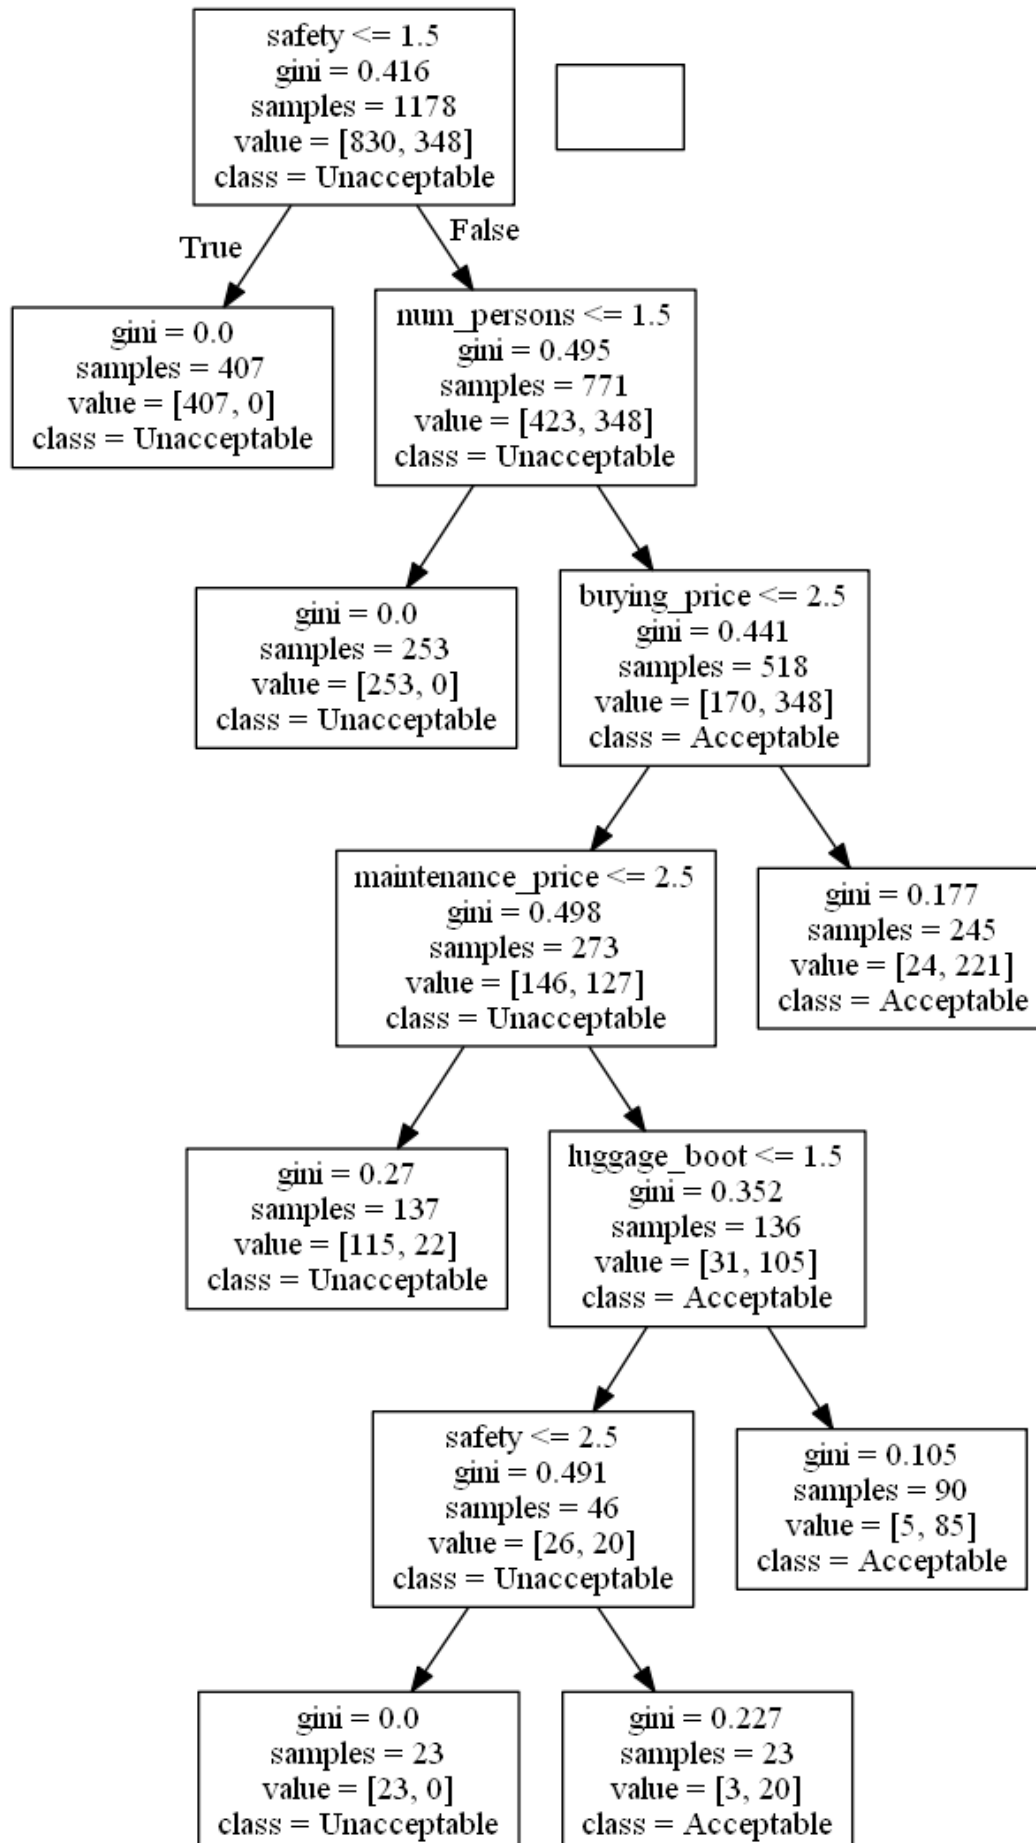 safety <= 1.5
gini = 0.416
samples = 1178
value = [830, 348]
class = Unacceptable
True
False
gini = 0.0
samples = 407
value = [407, 0]
class = Unacceptable
num_persons <= 1.5
gini = 0.495
samples = 771
value = [423, 348]
class = Unacceptable
gini = 0.0
samples = 253
value = [253, 0]
class = Unacceptable
buying_price <= 2.5
gini = 0.441
samples = 518
value = [170, 348]
class = Acceptable
maintenance_price <= 2.5
gini = 0.498
samples = 273
value = [146, 127]
class = Unacceptable
gini = 0.177
samples = 245
value = [24, 221]
class = Acceptable
gini = 0.27
samples = 137
value = [115, 22]
class = Unacceptable
luggage_boot <= 1.5
gini = 0.352
samples = 136
value = [31, 105]
class = Acceptable
safety <= 2.5
gini = 0.491
samples = 46
value = [26, 20]
class = Unacceptable
gini = 0.105
samples = 90
value = [5, 85]
class = Acceptable
gini = 0.0
samples = 23
value = [23, 0]
class = Unacceptable
gini = 0.227
samples = 23
value = [3, 20]
class = Acceptable